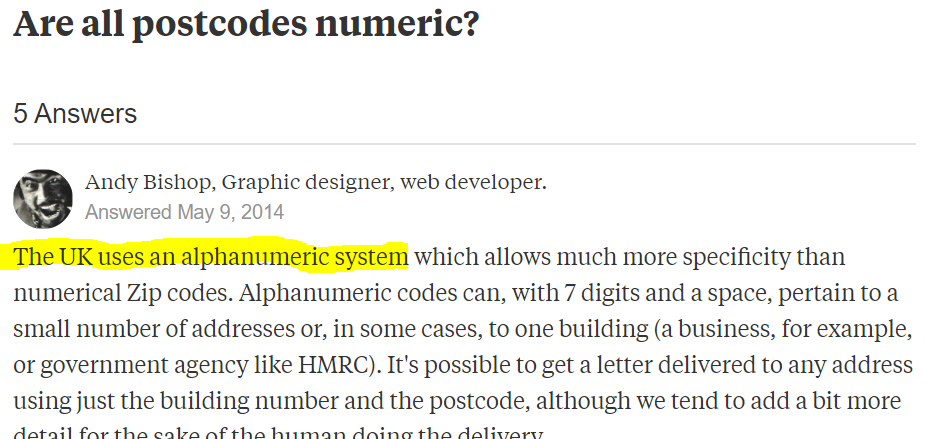 Are all postcodes numeric?
5 Answers
Andy Bishop, Graphic designer, web developer.
Answered May 9, 2014
The UK uses an alphanumeric system which allows much more specificity than
numerical Zip codes. Alphanumeric codes can, with 7 digits and a space, pertain to a
small number of addresses or, in some cases, to one building (a business, for example,
or government agency like HMRC). It's possible to get a letter delivered to any address
using just the building number and the postcode, although we tend to add a bit more
detail for the sake of the human doing the delivery.